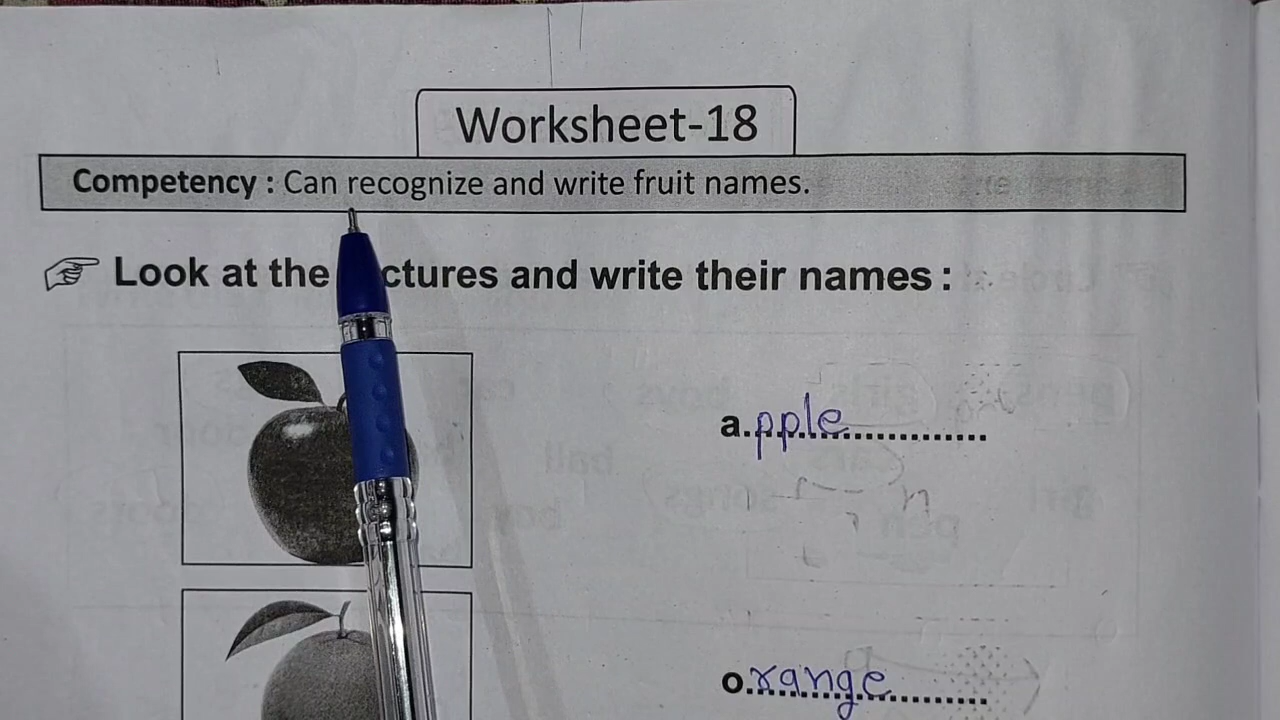 Worksheet-18
Competency : Can recognize and write fruit names.
Look at the ctures and write their names :
a.pple
o.range